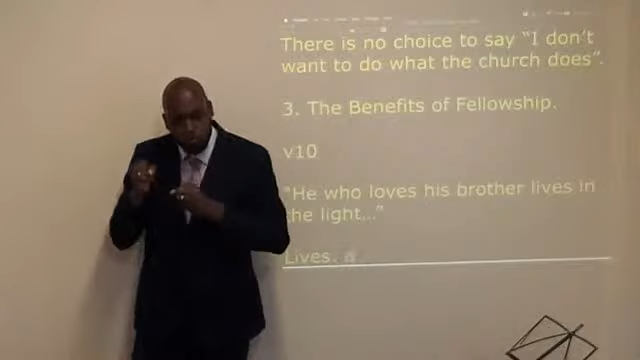 There is no choice to say “I don’t
want to do what the church does”.
3. The Benefits of Fellowship.
v10
“He who loves his brother lives in
the light…”
Lives.